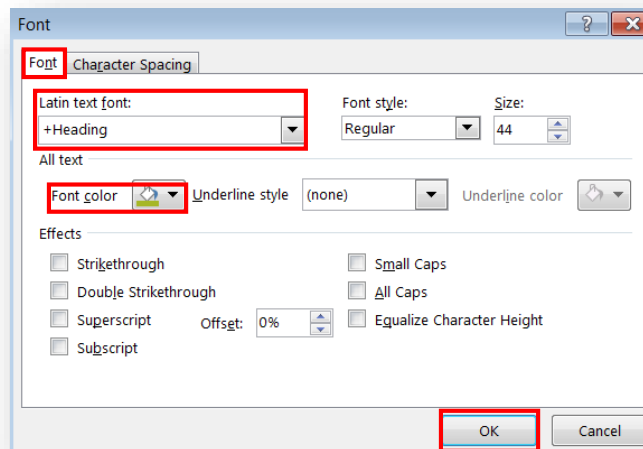 Font
Font Character Spacing
Latin text font: Font style: Size:
+Heading Regular 44
All text
Font color Underline style (none) Underline color
Effects
Strikethrough Small Caps
Double Strikethrough All Caps
Superscript Offset: 0% Equalize Character Height
Subscript
OK Cancel